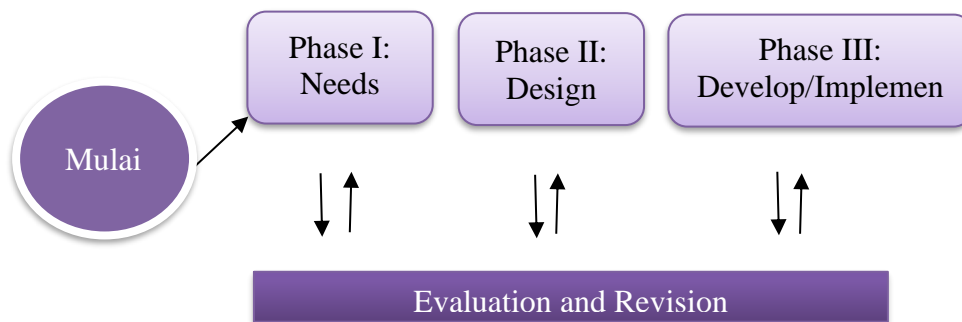 Phase I:
Needs
Phase II:
Design
Phase III:
Develop/Implemen
Mulai
Evaluation and Revision